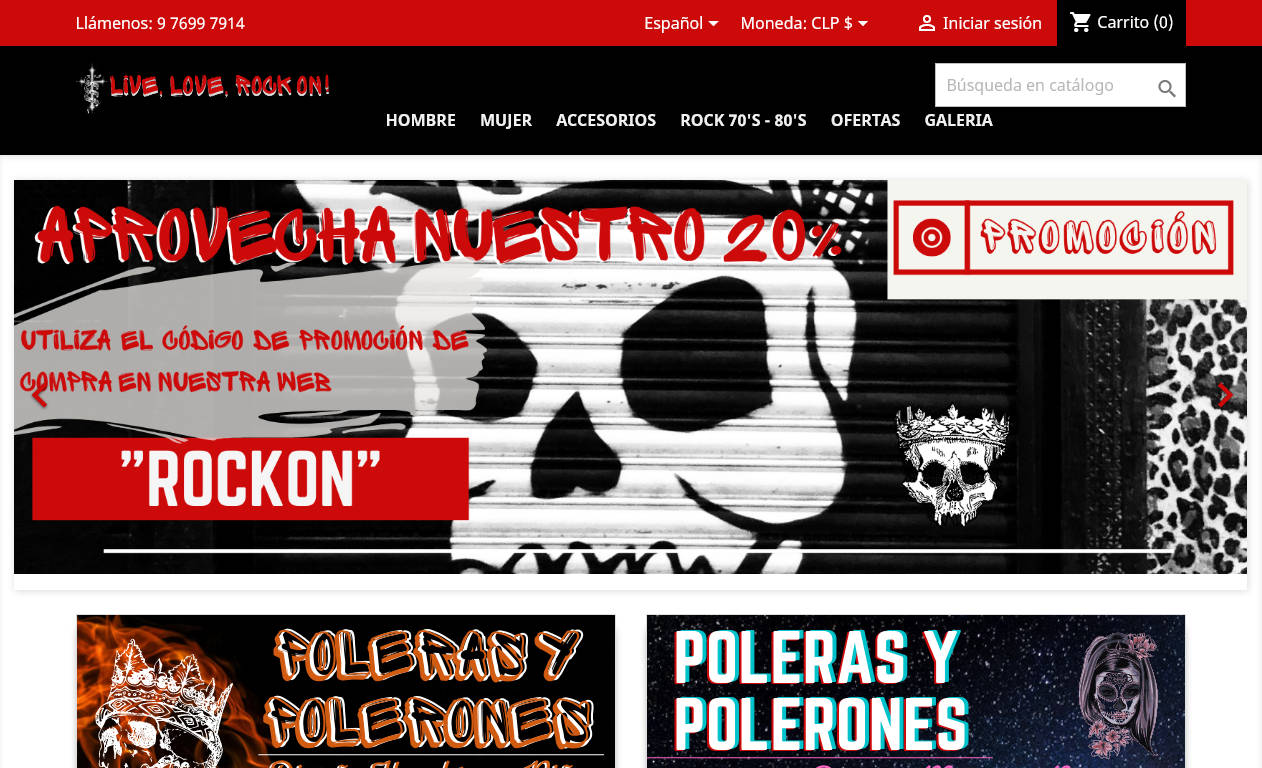 Llámenos: 9 7699 7914
Español
Moneda: CLP $
Iniciar sesión
Carrito (0)
LIVE, LOVE, ROCK ON!
Búsqueda en catálogo
HOMBRE MUJER ACCESORIOS ROCK 70'S - 80'S OFERTAS GALERIA
APROVECHA NUESTRO 20%
PROMOCIÓN
UTILIZA EL CÓDIGO DE PROMOCIÓN DE
COMPRA EN NUESTRA WEB
"ROCKON"
POLERAS Y
POLERONES
POLERAS Y
POLERONES